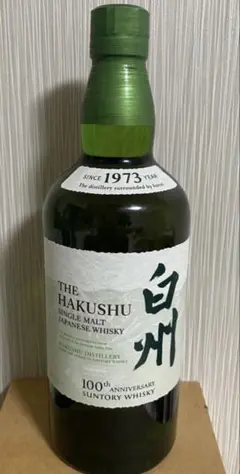 SINCE 1973 YEAR
The distillery surrounded by forest
THE
HAKUSHU
SINGLE MALT
JAPANESE WHISKY
白州
HAKUSHU DISTILLERY
100th ANNIVERSARY
SUNTORY WHISKY